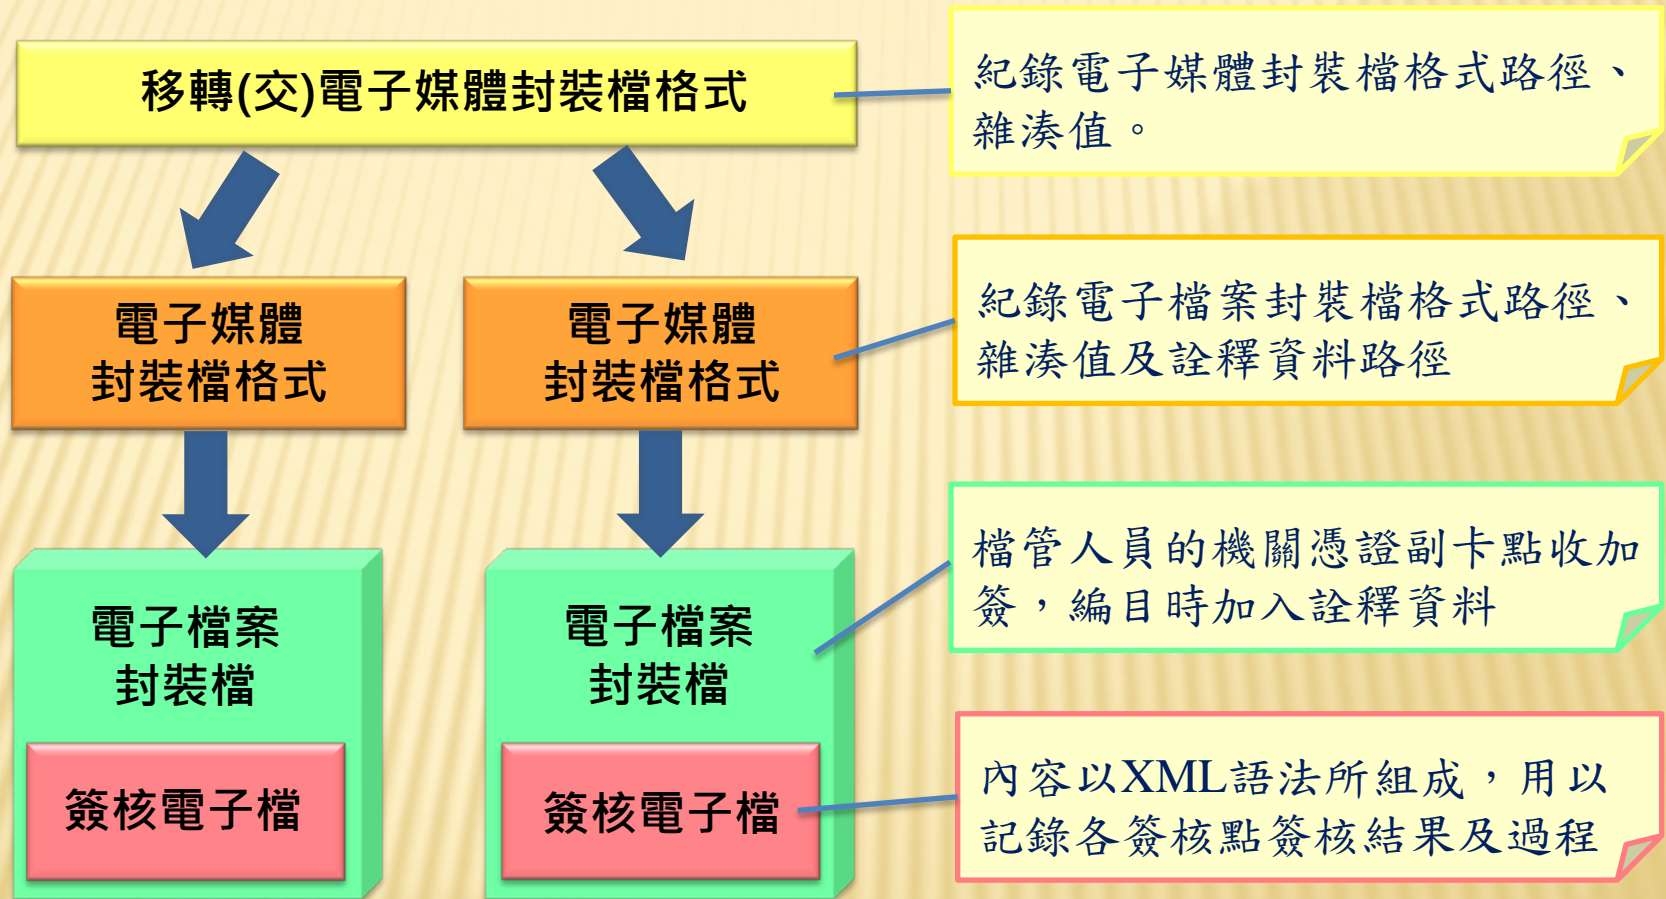 移轉(交)電子媒體封裝檔格式
紀錄電子媒體封裝檔格式路徑、
雜湊值。
電子媒體
封裝檔格式
電子媒體
封裝檔格式
紀錄電子檔案封裝檔格式路徑、
雜湊值及詮釋資料路徑
電子檔案
封裝檔
電子檔案
封裝檔
檔管人員的機關憑證副卡點收加
簽，編目時加入詮釋資料
簽核電子檔
簽核電子檔
內容以XML語法所組成，用以
記錄各簽核點簽核結果及過程